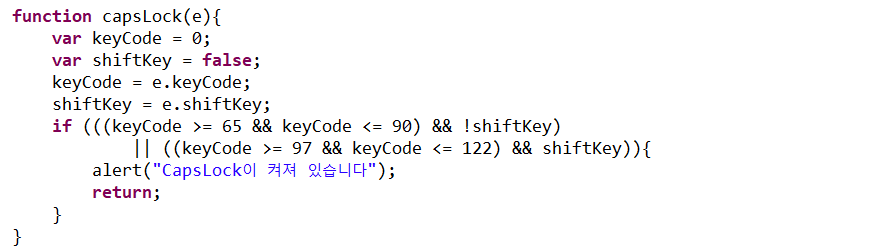 function capsLock(e){
    var keyCode = 0;
    var shiftKey = false;
    keyCode = e.keyCode;
    shiftKey = e.shiftKey;
    if (((keyCode >= 65 && keyCode <= 90) && !shiftKey)
            || ((keyCode >= 97 && keyCode <= 122) && shiftKey)){
        alert("CapsLock이 켜져 있습니다");
        return;
    }
}